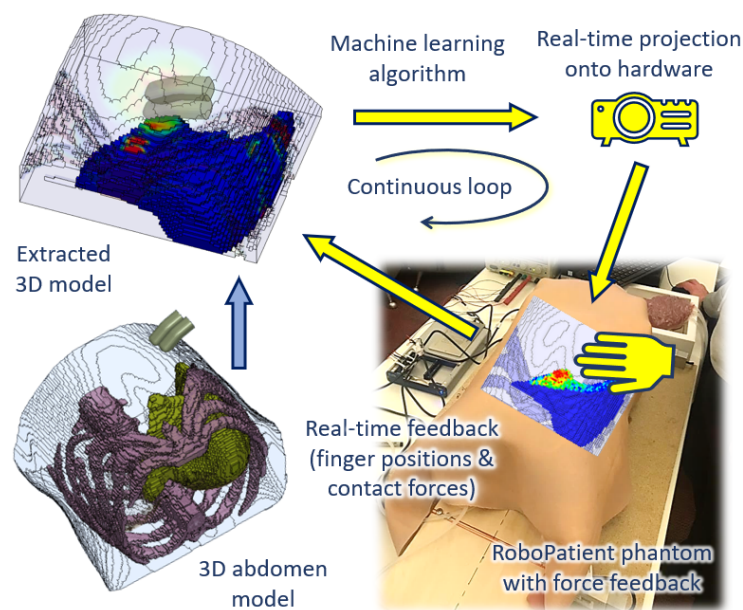 Machine learning
algorithm
Real-time projection
onto hardware
Continuous loop
Extracted
3D model
Real-time feedback
(finger positions &
contact forces)
3D abdomen
model
RoboPatient phantom
with force feedback